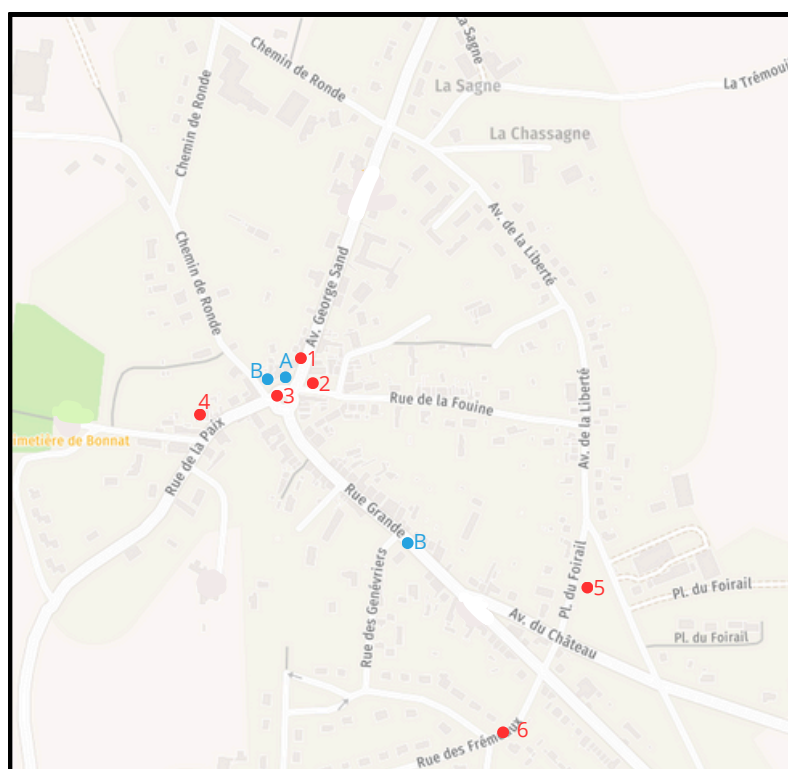 La Sagne
Chemin de Ronde
La Sagne
La Trémoui
Chemin de Ronde
La Chassagne
Av. de la Liberté
Chemin de Ronde
Av. George Sand
1
A
B
2
3
4
Av. de la Liberté
Rue de la Fouine
imetière de Bonnat
Rue de la Paix
Rue Grande
B
Rue des Genévriers
Pl. du Foirail
5
Pl. du Foirail
Av. du Château
Pl. du Foirail
6
Rue des Frémeaux